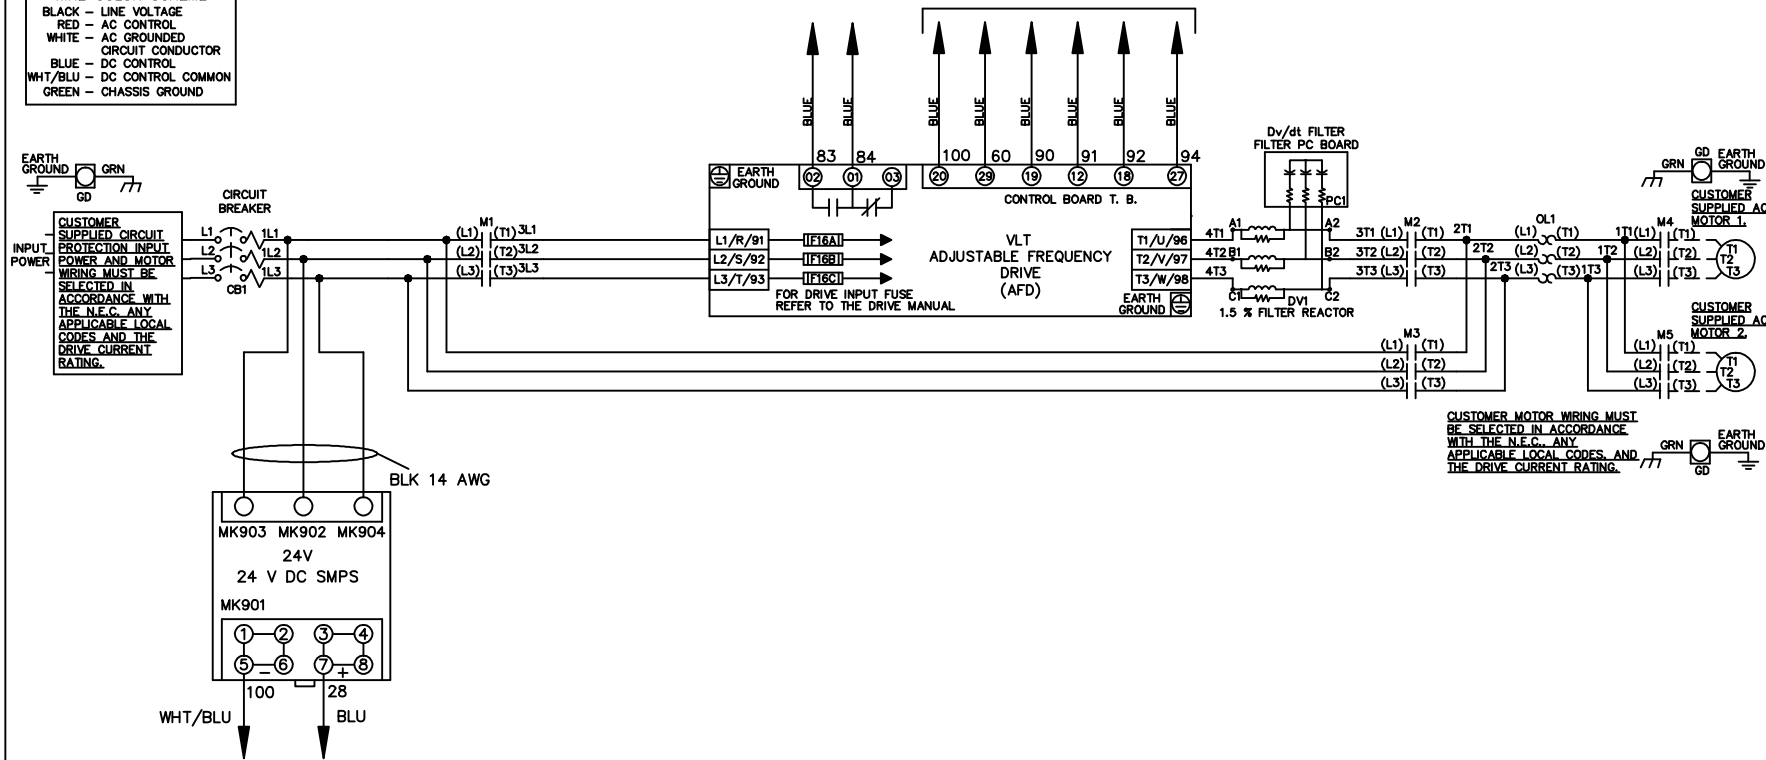 BLACK – LINE VOLTAGE
RED – AC CONTROL
WHITE – AC GROUNDED
CIRCUIT CONDUCTOR
BLUE – DC CONTROL
WHT/BLU – DC CONTROL COMMON
GREEN – CHASSIS GROUND
EARTH
GROUND
GRN
GD
INPUT
POWER
CUSTOMER
SUPPLIED CIRCUIT
PROTECTION INPUT
POWER AND MOTOR
WIRING MUST BE
SELECTED IN
ACCORDANCE WITH
THE N.E.C. ANY
APPLICABLE LOCAL
CODES AND THE
DRIVE CURRENT
RATING.
CIRCUIT
BREAKER
L1 1L1
L2 1L2
L3 1L3
CB1
M1
(L1) (T1) 3L1
(L2) (T2) 3L2
(L3) (T3) 3L3
BLUE BLUE
83 84
02 01 03
BLUE BLUE BLUE BLUE BLUE BLUE
100 60 90 91 92 94
20 29 19 12 18 27
EARTH
GROUND
CONTROL BOARD T. B.
L1/R/91
L2/S/92
L3/T/93
F16A
F16B
F16C
FOR DRIVE INPUT FUSE
REFER TO THE DRIVE MANUAL
VLT
ADJUSTABLE FREQUENCY
DRIVE
(AFD)
T1/U/96
T2/V/97
T3/W/98
EARTH
GROUND
Dv/dt FILTER
FILTER PC BOARD
PC1
4T1 A1 A2
4T2 B1 B2
4T3 C1 C2
DV1
1.5 % FILTER REACTOR
M2
3T1 (L1) (T1) 2T1
3T2 (L2) (T2) 2T2
3T3 (L3) (T3) 2T3
M3
(L1) (T1)
(L2) (T2)
(L3) (T3)
OL1
(L1) (T1) 1T1
(L2) (T2) 1T2
(L3) (T3) 1T3
GD
GRN
EARTH
GROUND
CUSTOMER
SUPPLIED AC
MOTOR 1.
M4
(L1) (T1)
(L2) (T2)
(L3) (T3)
T1
T2
T3
CUSTOMER
SUPPLIED AC
MOTOR 2.
M5
(L1) (T1)
(L2) (T2)
(L3) (T3)
T1
T2
T3
CUSTOMER MOTOR WIRING MUST
BE SELECTED IN ACCORDANCE
WITH THE N.E.C., ANY
APPLICABLE LOCAL CODES, AND
THE DRIVE CURRENT RATING.
GRN
GD
EARTH
GROUND
BLK 14 AWG
MK903 MK902 MK904
24V
24 V DC SMPS
MK901
1 2 3 4
5 6 7 8
– +
100 28
WHT/BLU BLU